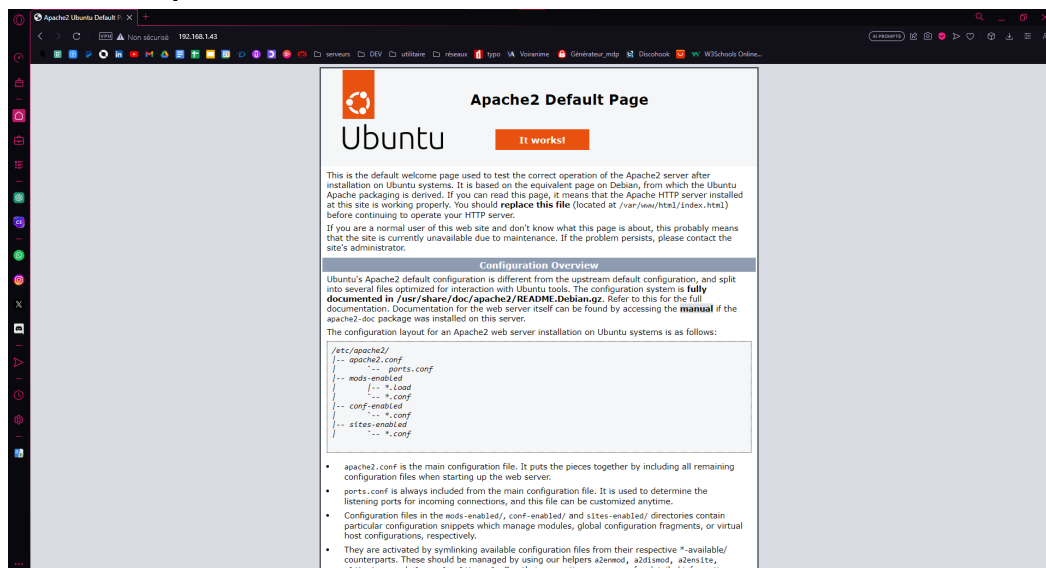 Apache2 Ubuntu Default P
VPN Non sécurisé 192.168.1.43
AI PROMPTS
serveurs DEV utilitaire réseaux typo Voiranime Générateur_mdp Discohook W3Schools Online...
Apache2 Default Page
Ubuntu
It works!
This is the default welcome page used to test the correct operation of the Apache2 server after
installation on Ubuntu systems. It is based on the equivalent page on Debian, from which the Ubuntu
Apache packaging is derived. If you can read this page, it means that the Apache HTTP server installed
at this site is working properly. You should replace this file (located at /var/www/html/index.html)
before continuing to operate your HTTP server.
If you are a normal user of this web site and don't know what this page is about, this probably means
that the site is currently unavailable due to maintenance. If the problem persists, please contact the
site's administrator.
Configuration Overview
Ubuntu's Apache2 default configuration is different from the upstream default configuration, and split
into several files optimized for interaction with Ubuntu tools. The configuration system is fully
documented in /usr/share/doc/apache2/README.Debian.gz. Refer to this for the full
documentation. Documentation for the web server itself can be found by accessing the manual if the
apache2-doc package was installed on this server.
The configuration layout for an Apache2 web server installation on Ubuntu systems is as follows:
/etc/apache2/
|-- apache2.conf
| `-- ports.conf
|-- mods-enabled
| |-- *.load
| `-- *.conf
|-- conf-enabled
| `-- *.conf
|-- sites-enabled
| `-- *.conf
• apache2.conf is the main configuration file. It puts the pieces together by including all remaining
configuration files when starting up the web server.
• ports.conf is always included from the main configuration file. It is used to determine the
listening ports for incoming connections, and this file can be customized anytime.
• Configuration files in the mods-enabled/, conf-enabled/ and sites-enabled/ directories contain
particular configuration snippets which manage modules, global configuration fragments, or virtual
host configurations, respectively.
• They are activated by symlinking available configuration files from their respective *-available/
counterparts. These should be managed by using our helpers a2enmod, a2dismod, a2ensite,